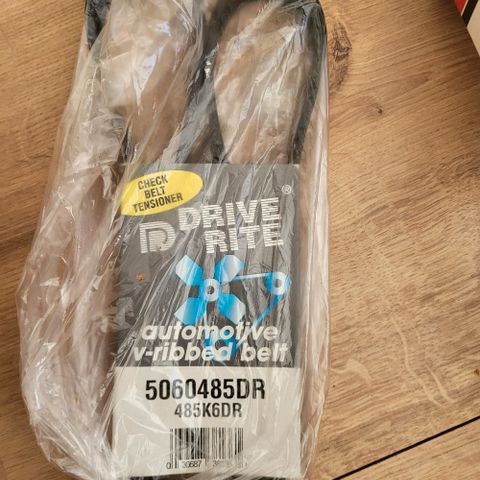 CHECK
BELT
TENSIONER
DRIVE
RITE
®
automotive
v-ribbed belt
5060485DR
485K6DR